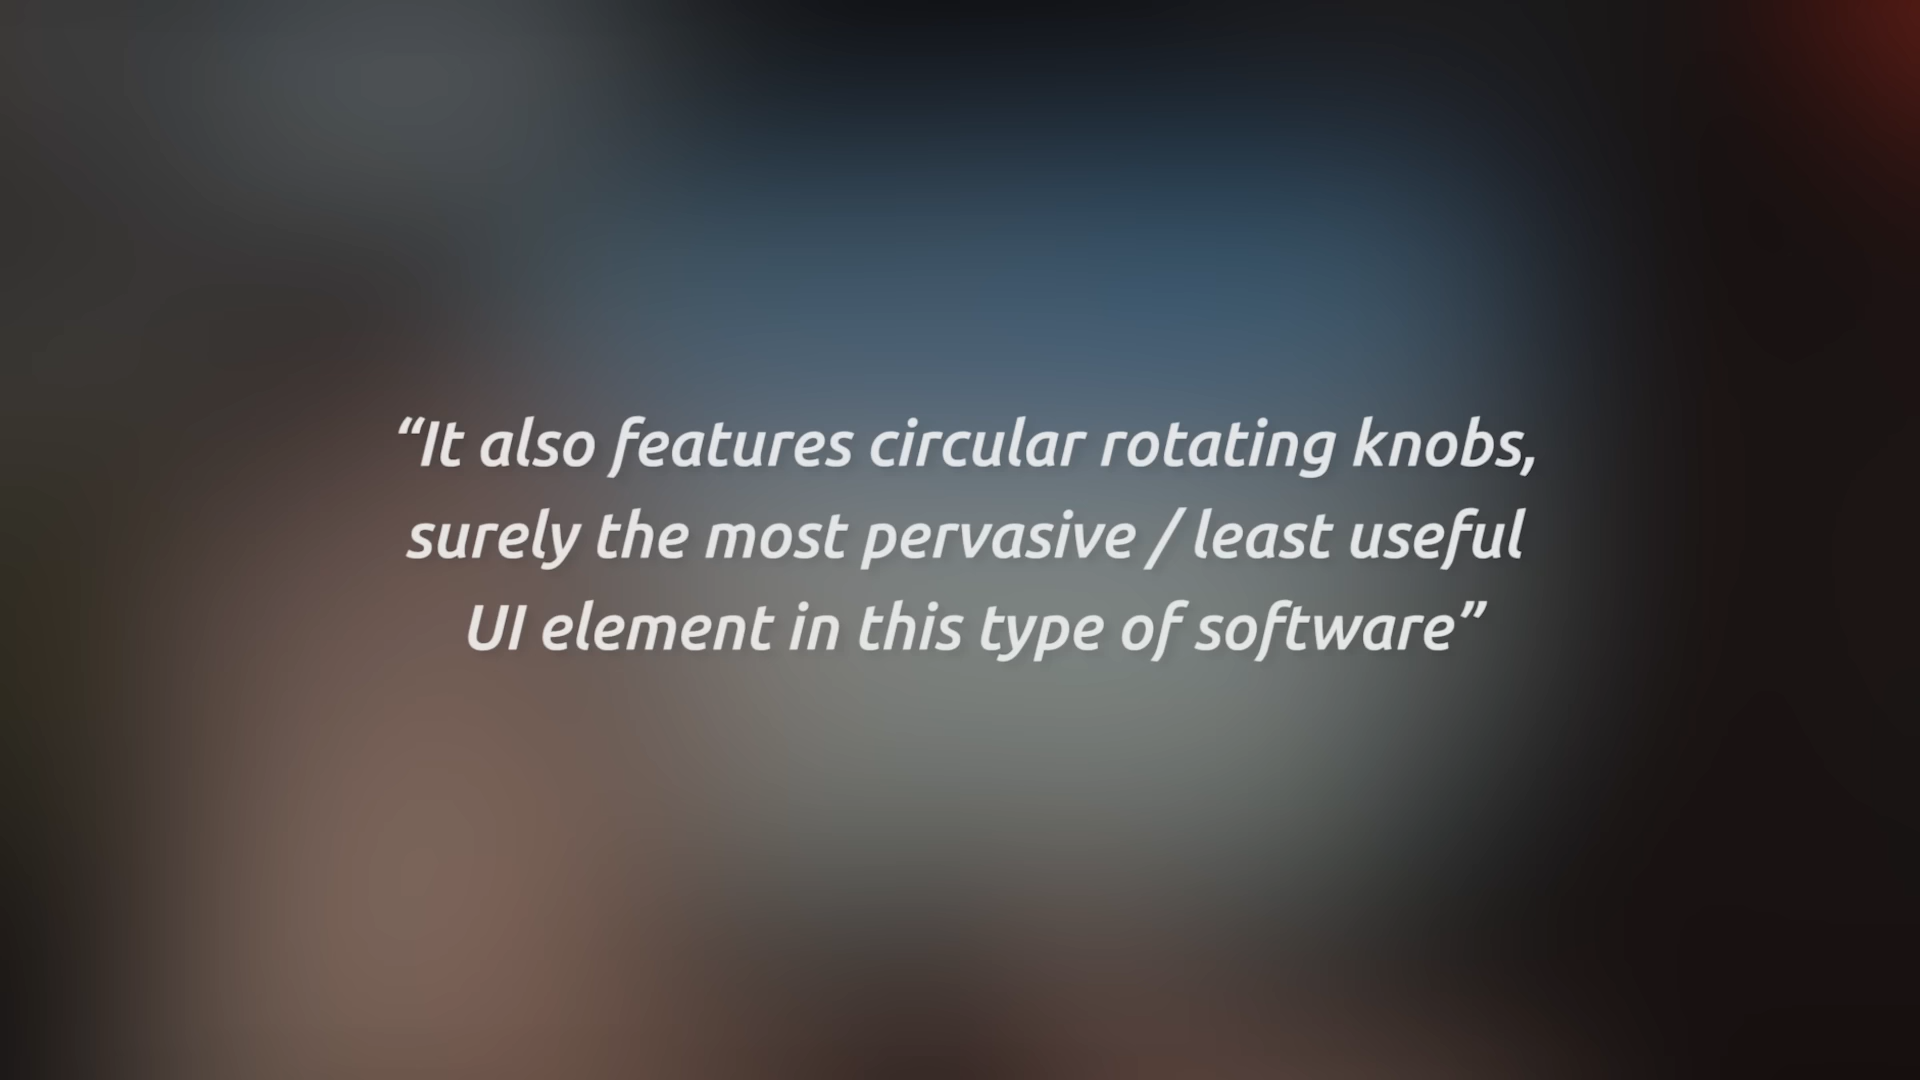 “It also features circular rotating knobs,
surely the most pervasive / least useful
UI element in this type of software”